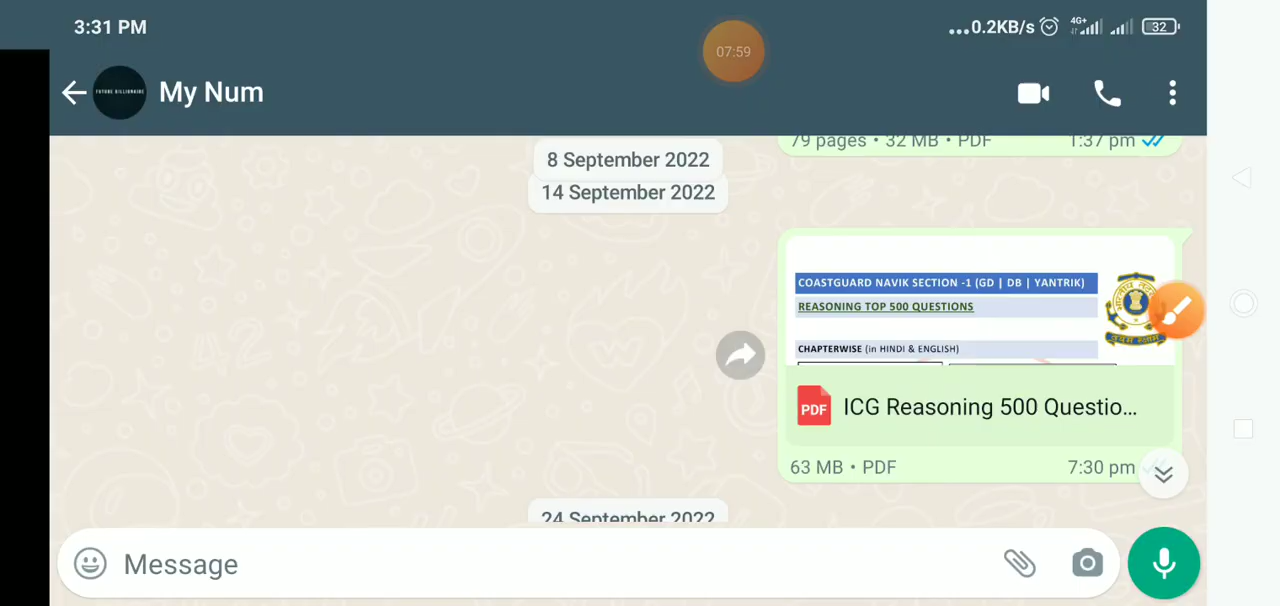 3:31 PM
...0.2KB/s 4G+ 32
07:59
FUTURE BILLIONAIRE
My Num
79 pages • 32 MB • PDF 1:37 pm
8 September 2022
14 September 2022
COASTGUARD NAVIK SECTION -1 (GD | DB | YANTRIK)
REASONING TOP 500 QUESTIONS
CHAPTERWISE (in HINDI & ENGLISH)
PDF ICG Reasoning 500 Questio...
63 MB • PDF 7:30 pm
24 September 2022
Message